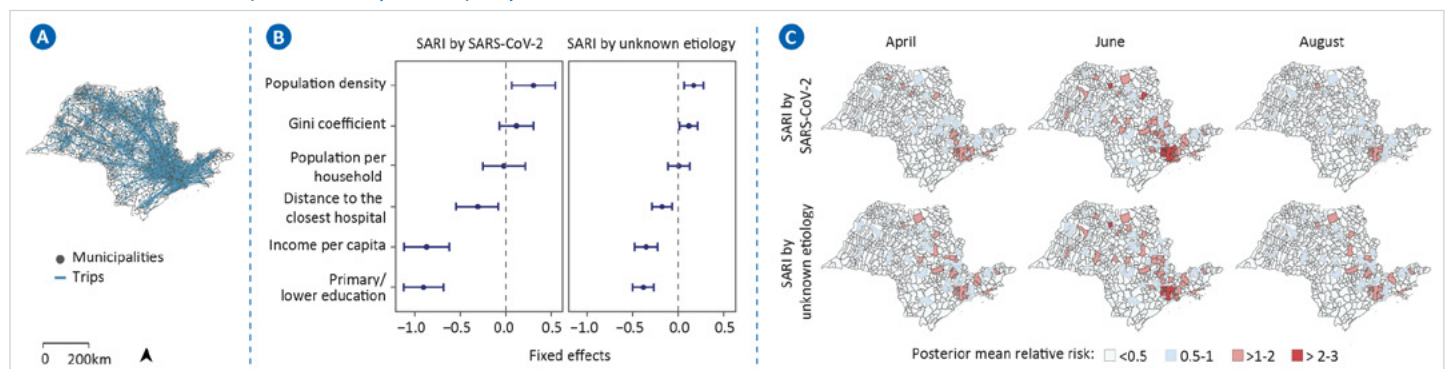 A
Municipalities
Trips
0 200km
B
SARI by SARS-CoV-2 SARI by unknown etiology
Population density
Gini coefficient
Population per
household
Distance to the
closest hospital
Income per capita
Primary/
lower education
−1.0 −0.5 0.0 0.5 −1.0 −0.5 0.0 0.5
Fixed effects
C
April June August
SARI by
SARS-CoV-2
SARI by
unknown etiology
Posterior mean relative risk: <0.5 0.5-1 >1-2 > 2-3